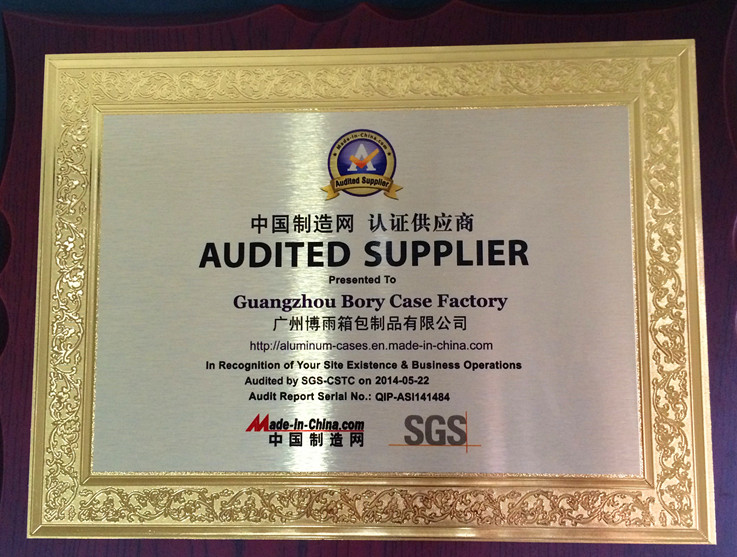 Made-in-China.com
A
Audited Supplier
中国制造网 认证供应商
AUDITED SUPPLIER
Presented To
Guangzhou Bory Case Factory
广州博雨箱包制品有限公司
http://aluminum-cases.en.made-in-china.com
In Recognition of Your Site Existence & Business Operations
Audited by SGS-CSTC on 2014-05-22
Audit Report Serial No.: QIP-ASI141484
Made-in-China.com
中国制造网
SGS